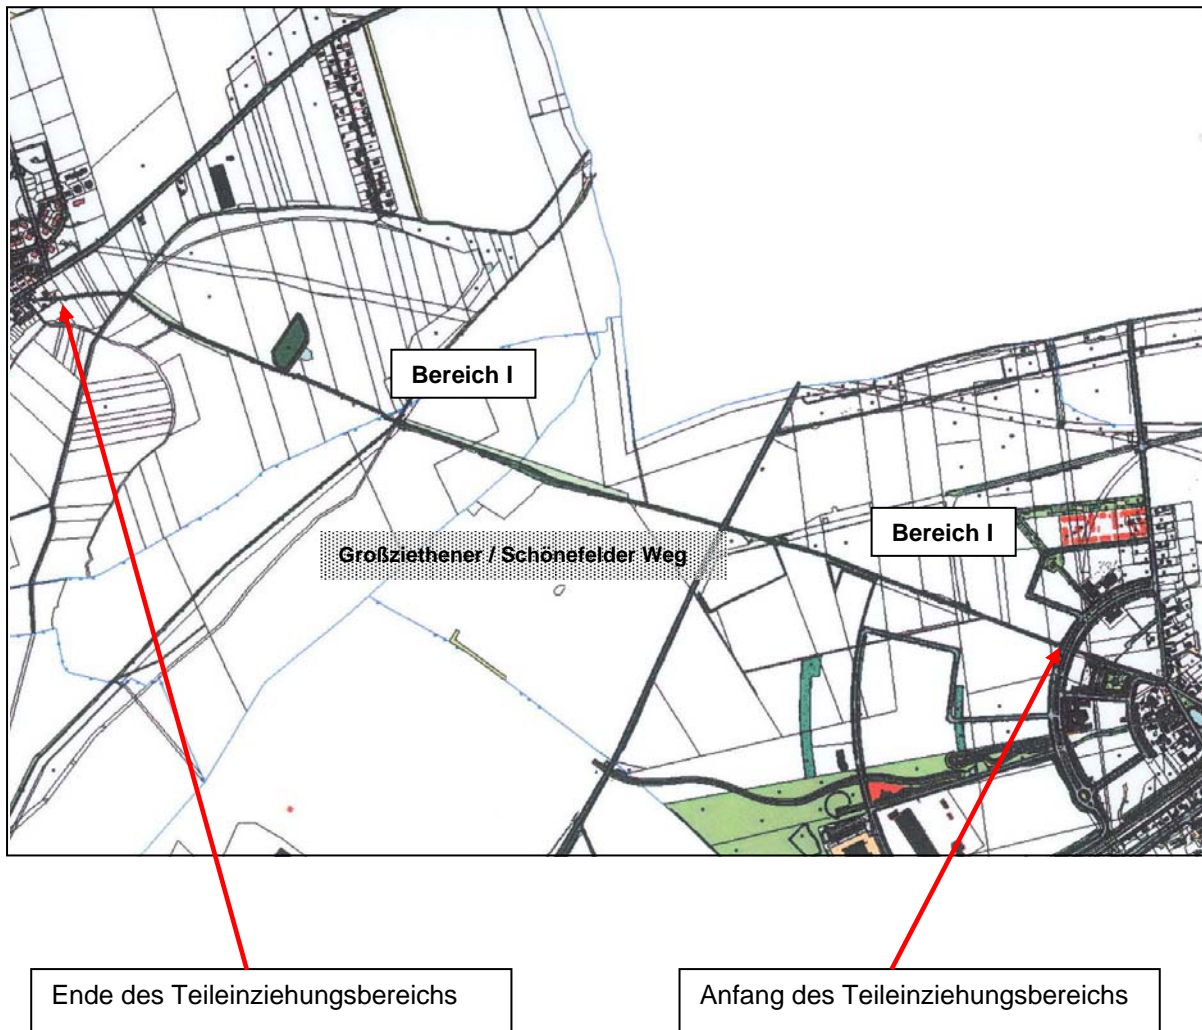 Bereich I
Bereich I
Großziethener / Schönefelder Weg
Ende des Teileinziehungsbereichs
Anfang des Teileinziehungsbereichs